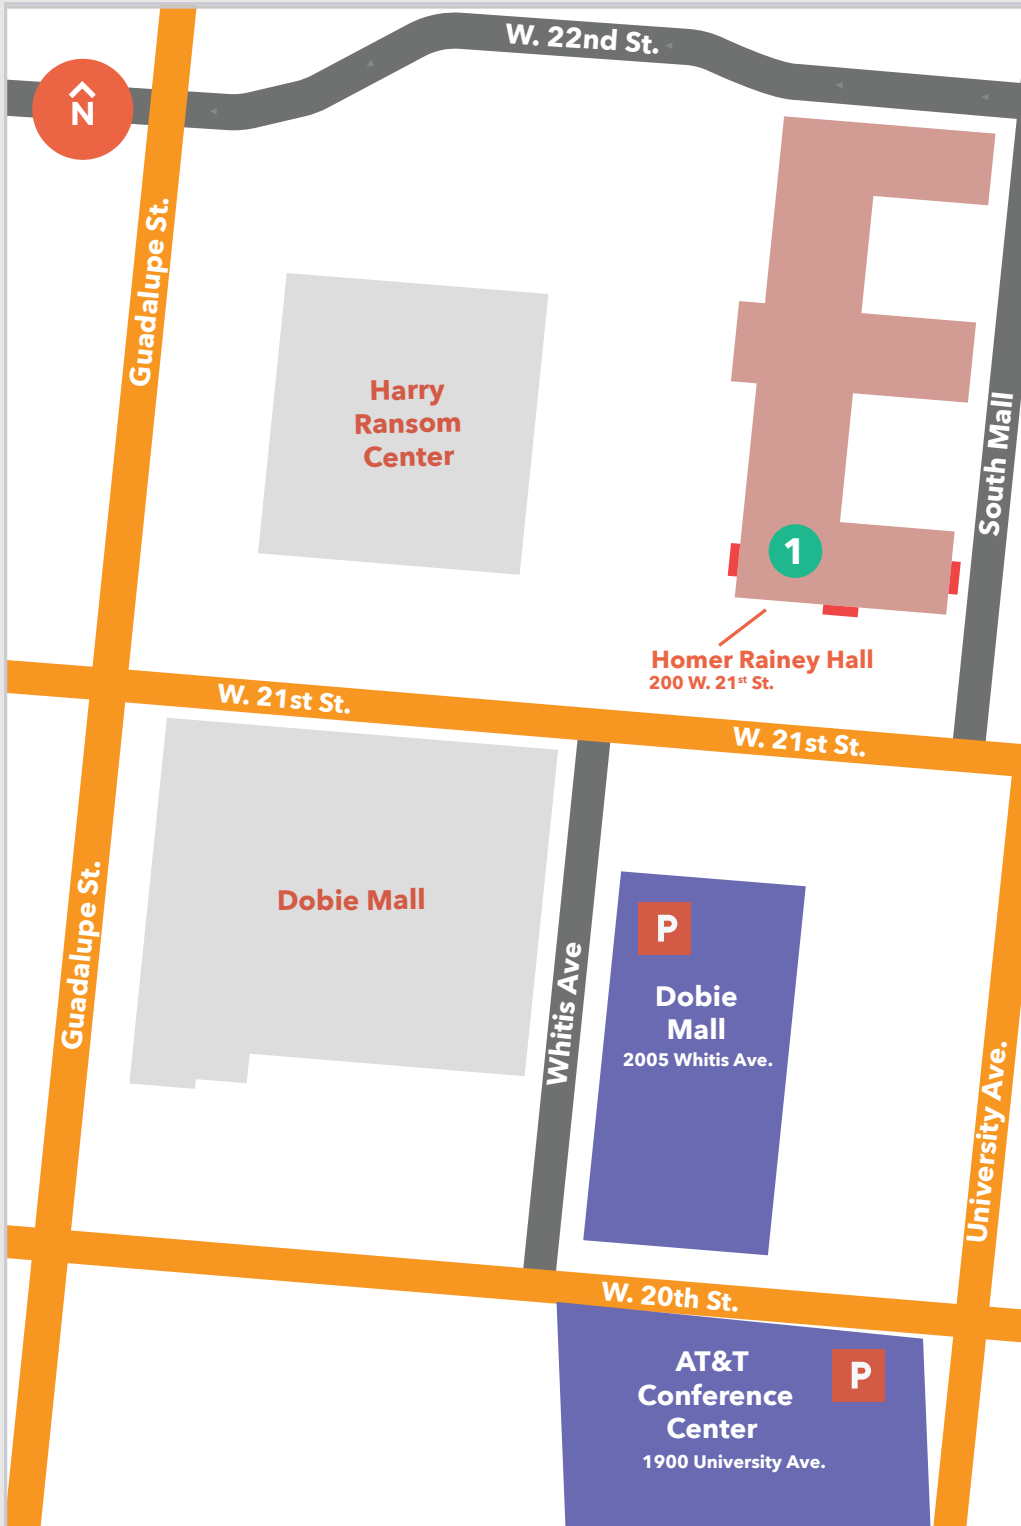 W. 22nd St.
N
Guadalupe St.
Harry
Ransom
Center
South Mall
1
Homer Rainey Hall
200 W. 21st St.
W. 21st St.
W. 21st St.
Dobie Mall
Guadalupe St.
Whitis Ave
P
Dobie
Mall
2005 Whitis Ave.
University Ave.
W. 20th St.
AT&T
Conference
Center
P
1900 University Ave.